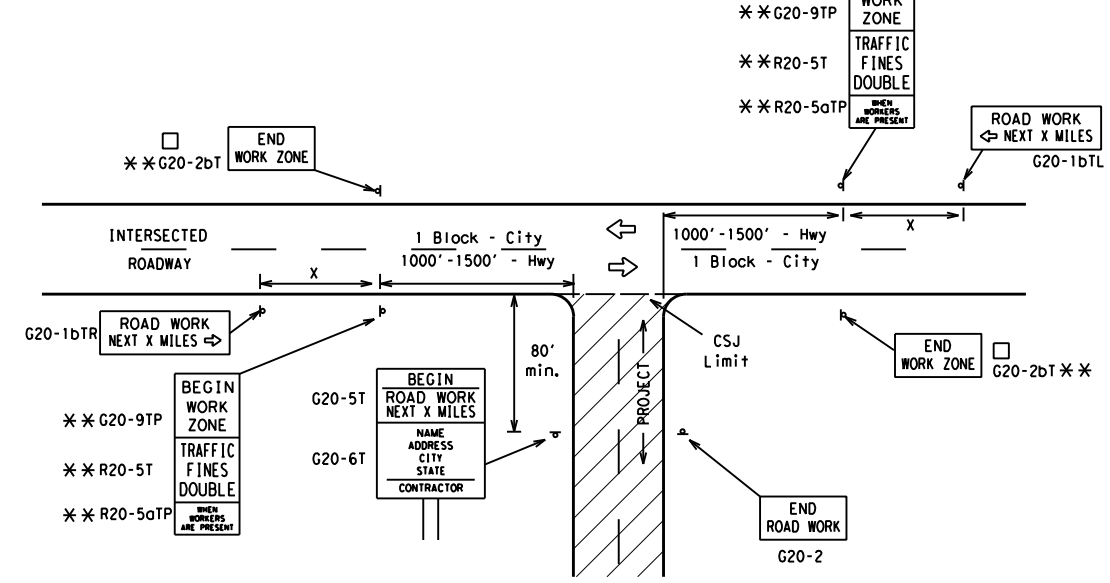 **G20-9TP
WORK
ZONE
TRAFFIC
FINES
DOUBLE
**R20-5T
**R20-5aTP
WHEN
WORKERS
ARE PRESENT
ROAD WORK
⇦ NEXT X MILES
G20-1bTL
□
**G20-2bT
END
WORK ZONE
INTERSECTED
ROADWAY
1 Block - City
1000'-1500' - Hwy
X
1000'-1500' - Hwy
1 Block - City
X
G20-1bTR
ROAD WORK
NEXT X MILES ⇨
80'
min.
PROJECT
CSJ
Limit
END
WORK ZONE
□
G20-2bT **
BEGIN
WORK
ZONE
**G20-9TP
TRAFFIC
FINES
DOUBLE
**R20-5T
WHEN
WORKERS
ARE PRESENT
**R20-5aTP
G20-5T
BEGIN
ROAD WORK
NEXT X MILES
G20-6T
NAME
ADDRESS
CITY
STATE
CONTRACTOR
END
ROAD WORK
G20-2